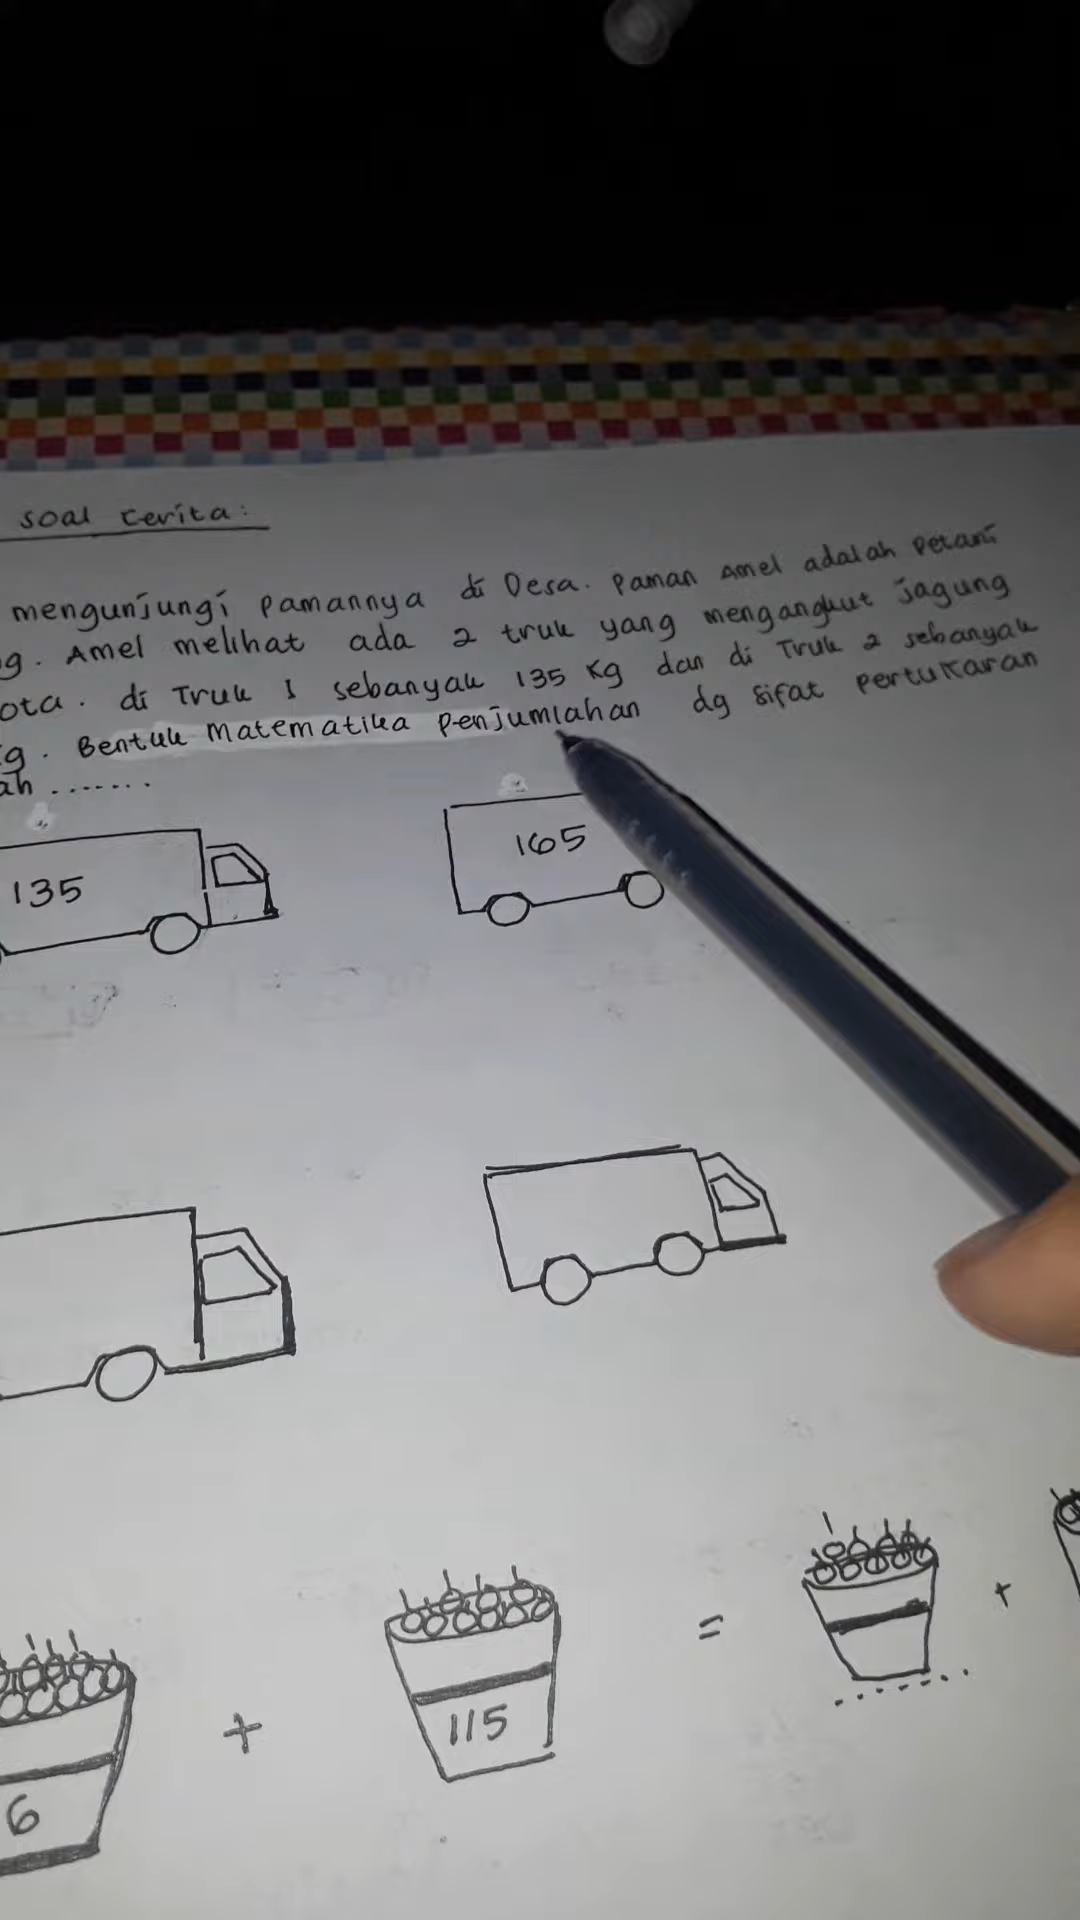 soal cerita:
mengunjungi pamannya di Desa. Paman Amel adalah Petani
g. Amel melihat ada 2 truk yang mengangkut jagung
ota. di Truk 1 sebanyak 135 Kg dan di Truk 2 sebanyak
g. Bentuk Matematika Penjumlahan dg sifat pertukaran
ah .......
135
165
+
=
+
115
6
.......